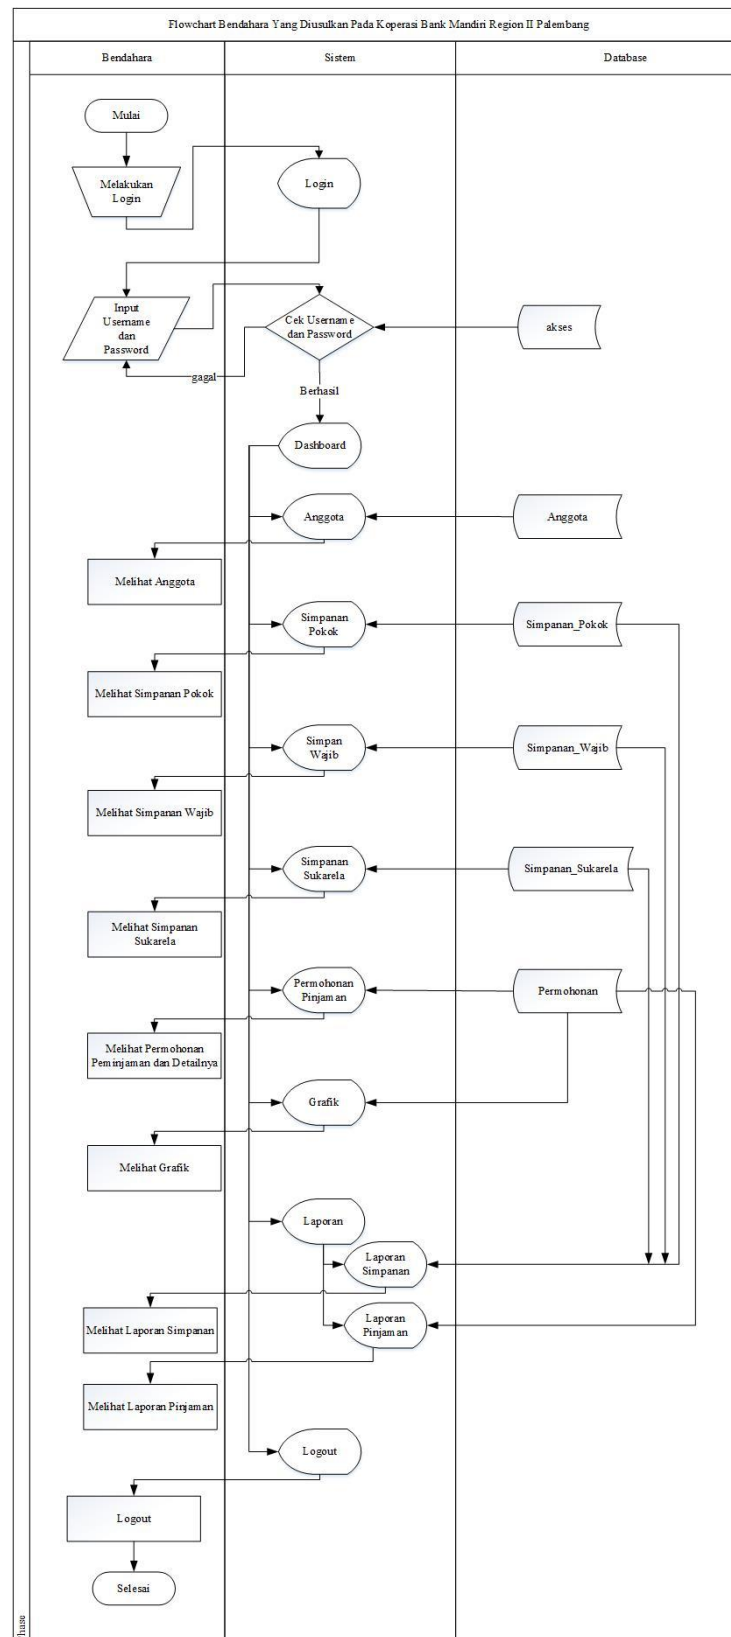 Flowchart Bendahara Yang Diusulkan Pada Koperasi Bank Mandiri Region II Palembang
Bendahara
Sistem
Database
Mulai
Melakukan
Login
Login
Input
Username
dan
Password
Cek Username
dan Password
akses
gagal
Berhasil
Dashboard
Anggota
Anggota
Melihat Anggota
Simpanan
Pokok
Simpanan_Pokok
Melihat Simpanan Pokok
Simpan
Wajib
Simpanan_Wajib
Melihat Simpanan Wajib
Simpanan
Sukarela
Simpanan_Sukarela
Melihat Simpanan
Sukarela
Permohonan
Pinjaman
Permohonan
Melihat Permohonan
Peminjaman dan Detailnya
Grafik
Melihat Grafik
Laporan
Laporan
Simpanan
Melihat Laporan Simpanan
Laporan
Pinjaman
Melihat Laporan Pinjaman
Logout
Logout
Selesai